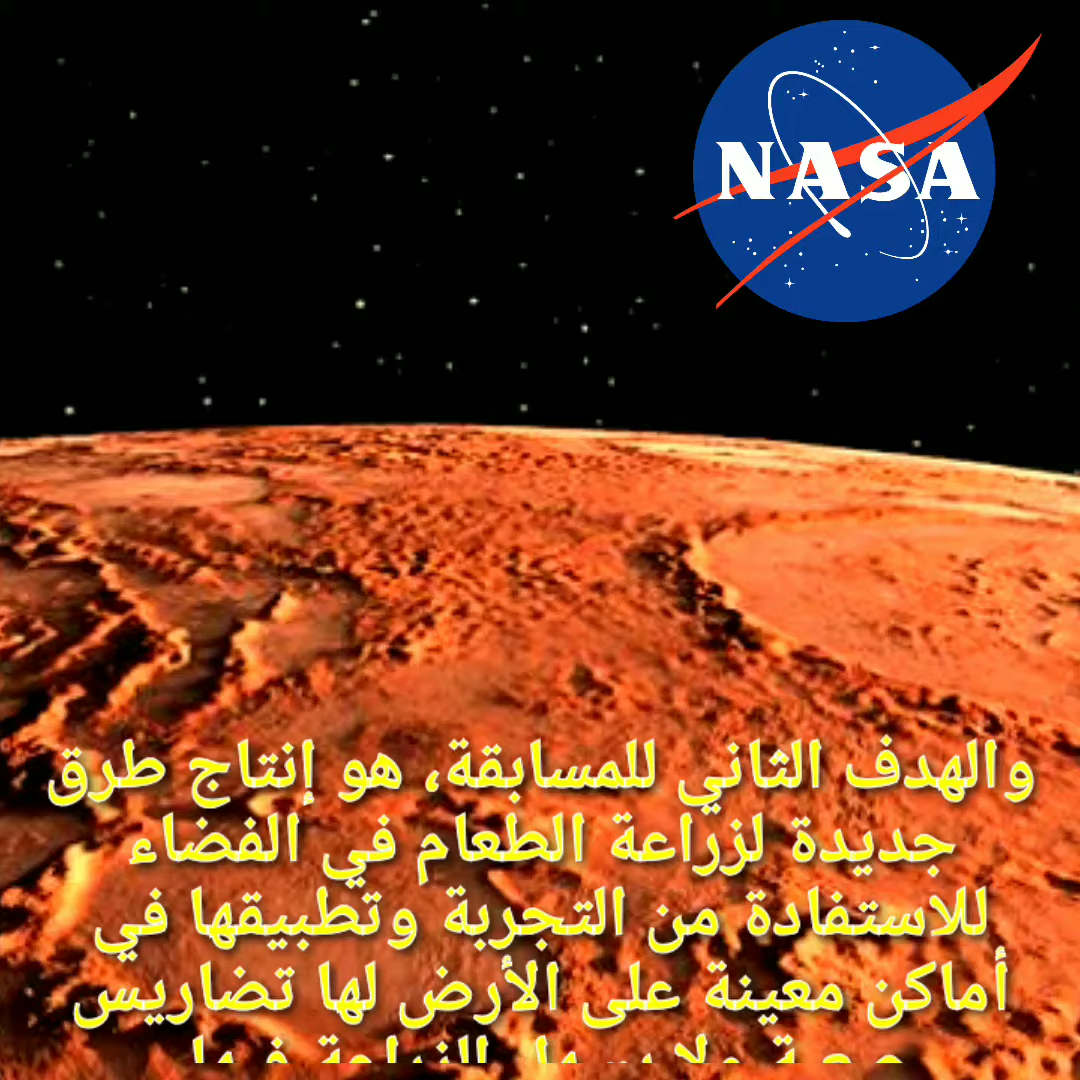 NASA
والهدف الثاني للمسابقة، هو إنتاج طرق
جديدة لزراعة الطعام في الفضاء
للاستفادة من التجربة وتطبيقها في
أماكن معينة على الأرض لها تضاريس